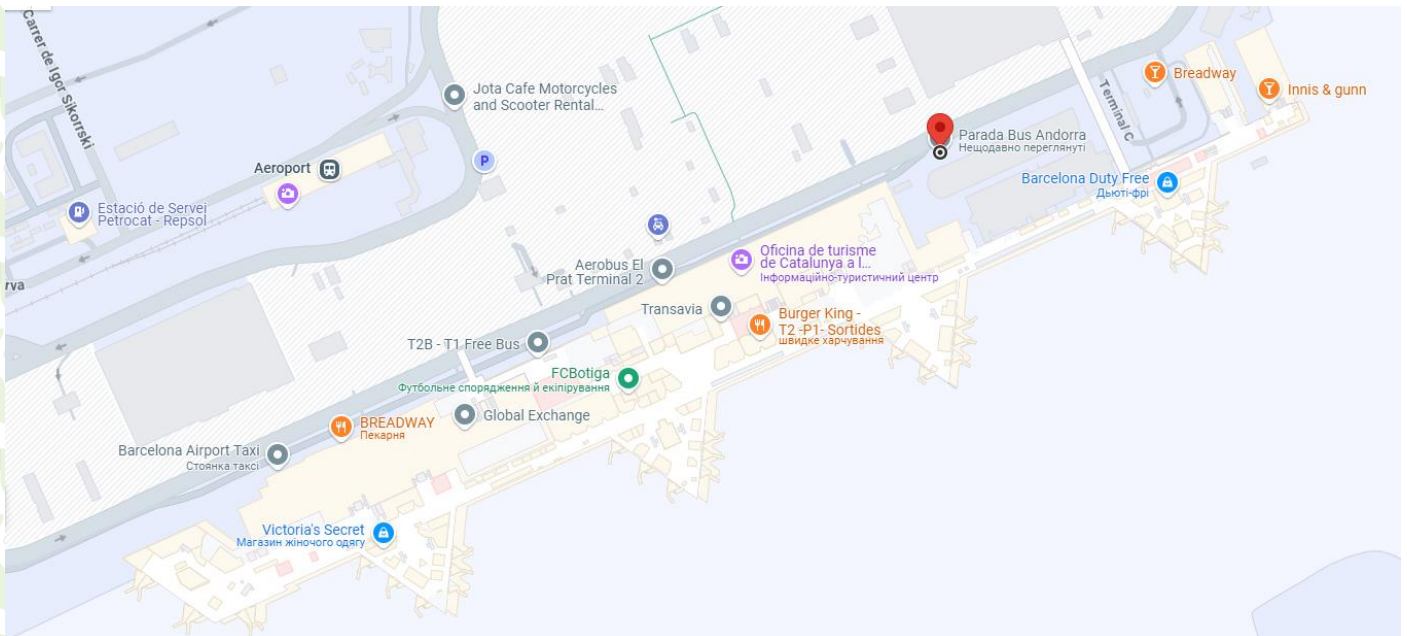 Carrer de Igor Sikorrski
Jota Cafe Motorcycles
and Scooter Rental...
Breadway
Innis & gunn
Terminal C
Parada Bus Andorra
Нещодавно переглянуті
P
Aeroport
Barcelona Duty Free
Дьюті-фрі
Estació de Servei
Petrocat - Repsol
Oficina de turisme
de Catalunya a l...
Інформаційно-туристичний центр
Aerobus El
Prat Terminal 2
rva
Transavia
Burger King -
T2 -P1- Sortides
швидке харчування
T2B - T1 Free Bus
FCBotiga
Футбольне спорядження й екіпірування
Global Exchange
BREADWAY
Пекарня
Barcelona Airport Taxi
Стоянка таксі
Victoria's Secret
Магазин жіночого одягу